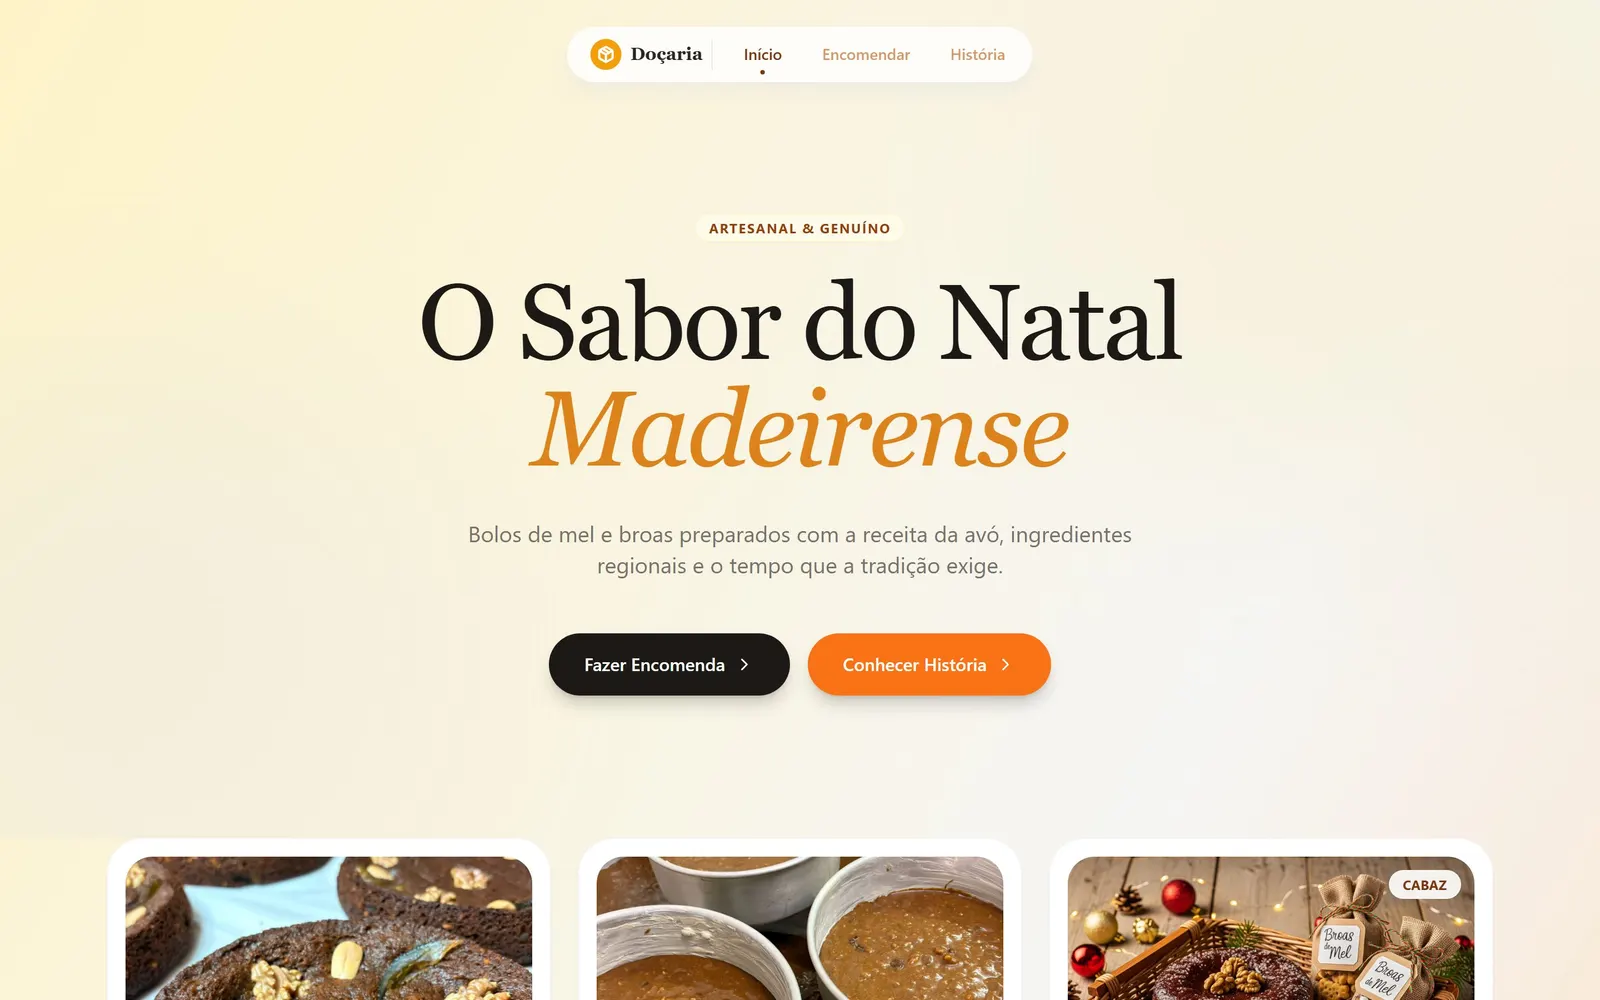 Doçaria
Início
Encomendar
História
ARTESANAL & GENUÍNO
O Sabor do Natal
Madeirense
Bolos de mel e broas preparados com a receita da avó, ingredientes
regionais e o tempo que a tradição exige.
Fazer Encomenda
Conhecer História
CABAZ
Broas
de Mel
Broas
de Mel